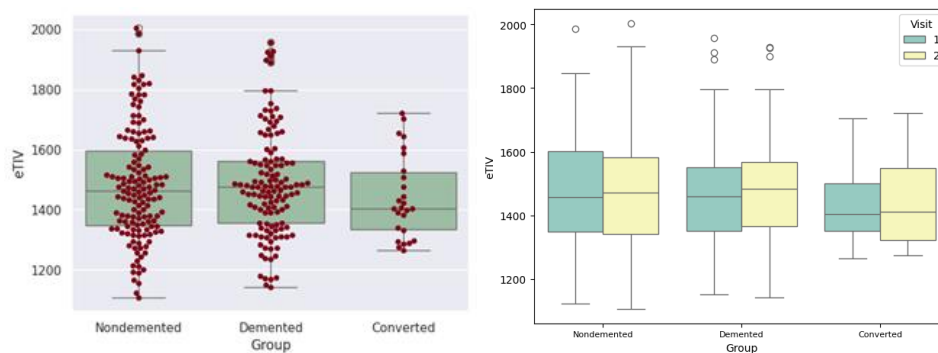 2000
1800
1600
1400
1200
eTIV
Nondemented Demented Converted
Group
2000
1800
1600
1400
1200
eTIV
Visit
1
2
Nondemented Demented Converted
Group